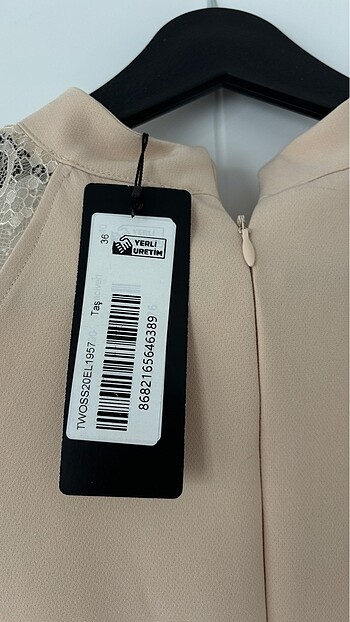 36
YERLİ
ÜRETİM
Taş
TWOSS20EL1957
8682165646389